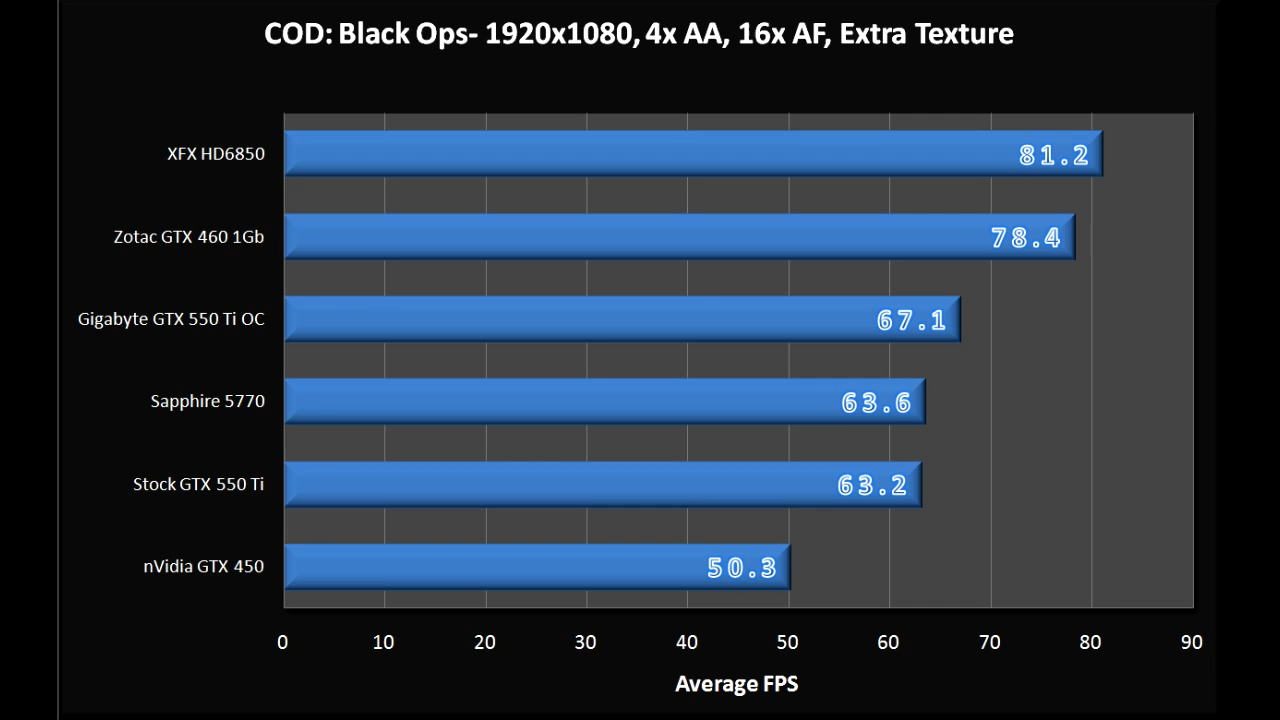 COD: Black Ops- 1920x1080, 4x AA, 16x AF, Extra Texture
XFX HD6850
81.2
Zotac GTX 460 1Gb
78.4
Gigabyte GTX 550 Ti OC
67.1
Sapphire 5770
63.6
Stock GTX 550 Ti
63.2
nVidia GTX 450
50.3
0 10 20 30 40 50 60 70 80 90
Average FPS